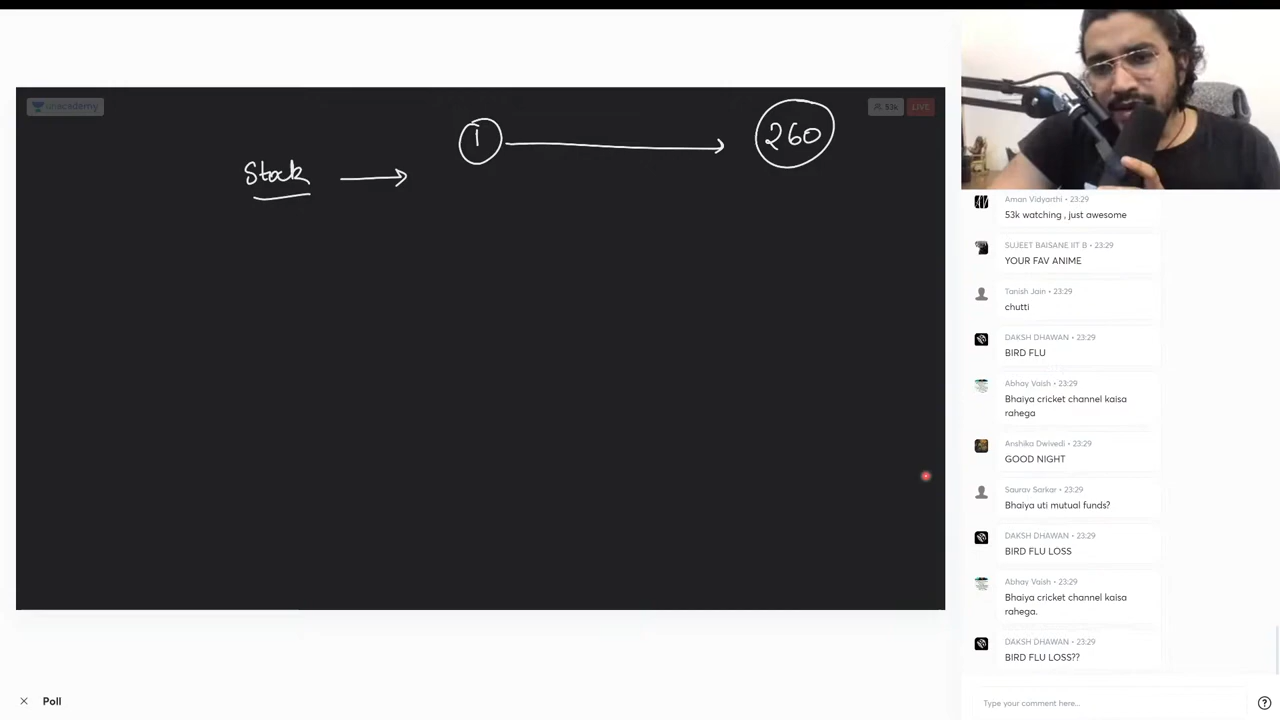 unacademy
53k
LIVE
1
260
Stock
Aman Vidyarthi • 23:29
53k watching , just awesome
SUJEET BAISANE IIT B • 23:29
YOUR FAV ANIME
Tanish Jain • 23:29
chutti
DAKSH DHAWAN • 23:29
BIRD FLU
Abhay Vaish • 23:29
Bhaiya cricket channel kaisa
rahega
Anshika Dwivedi • 23:29
GOOD NIGHT
Saurav Sarkar • 23:29
Bhaiya uti mutual funds?
DAKSH DHAWAN • 23:29
BIRD FLU LOSS
Abhay Vaish • 23:29
Bhaiya cricket channel kaisa
rahega.
DAKSH DHAWAN • 23:29
BIRD FLU LOSS??
Poll
Type your comment here...
?